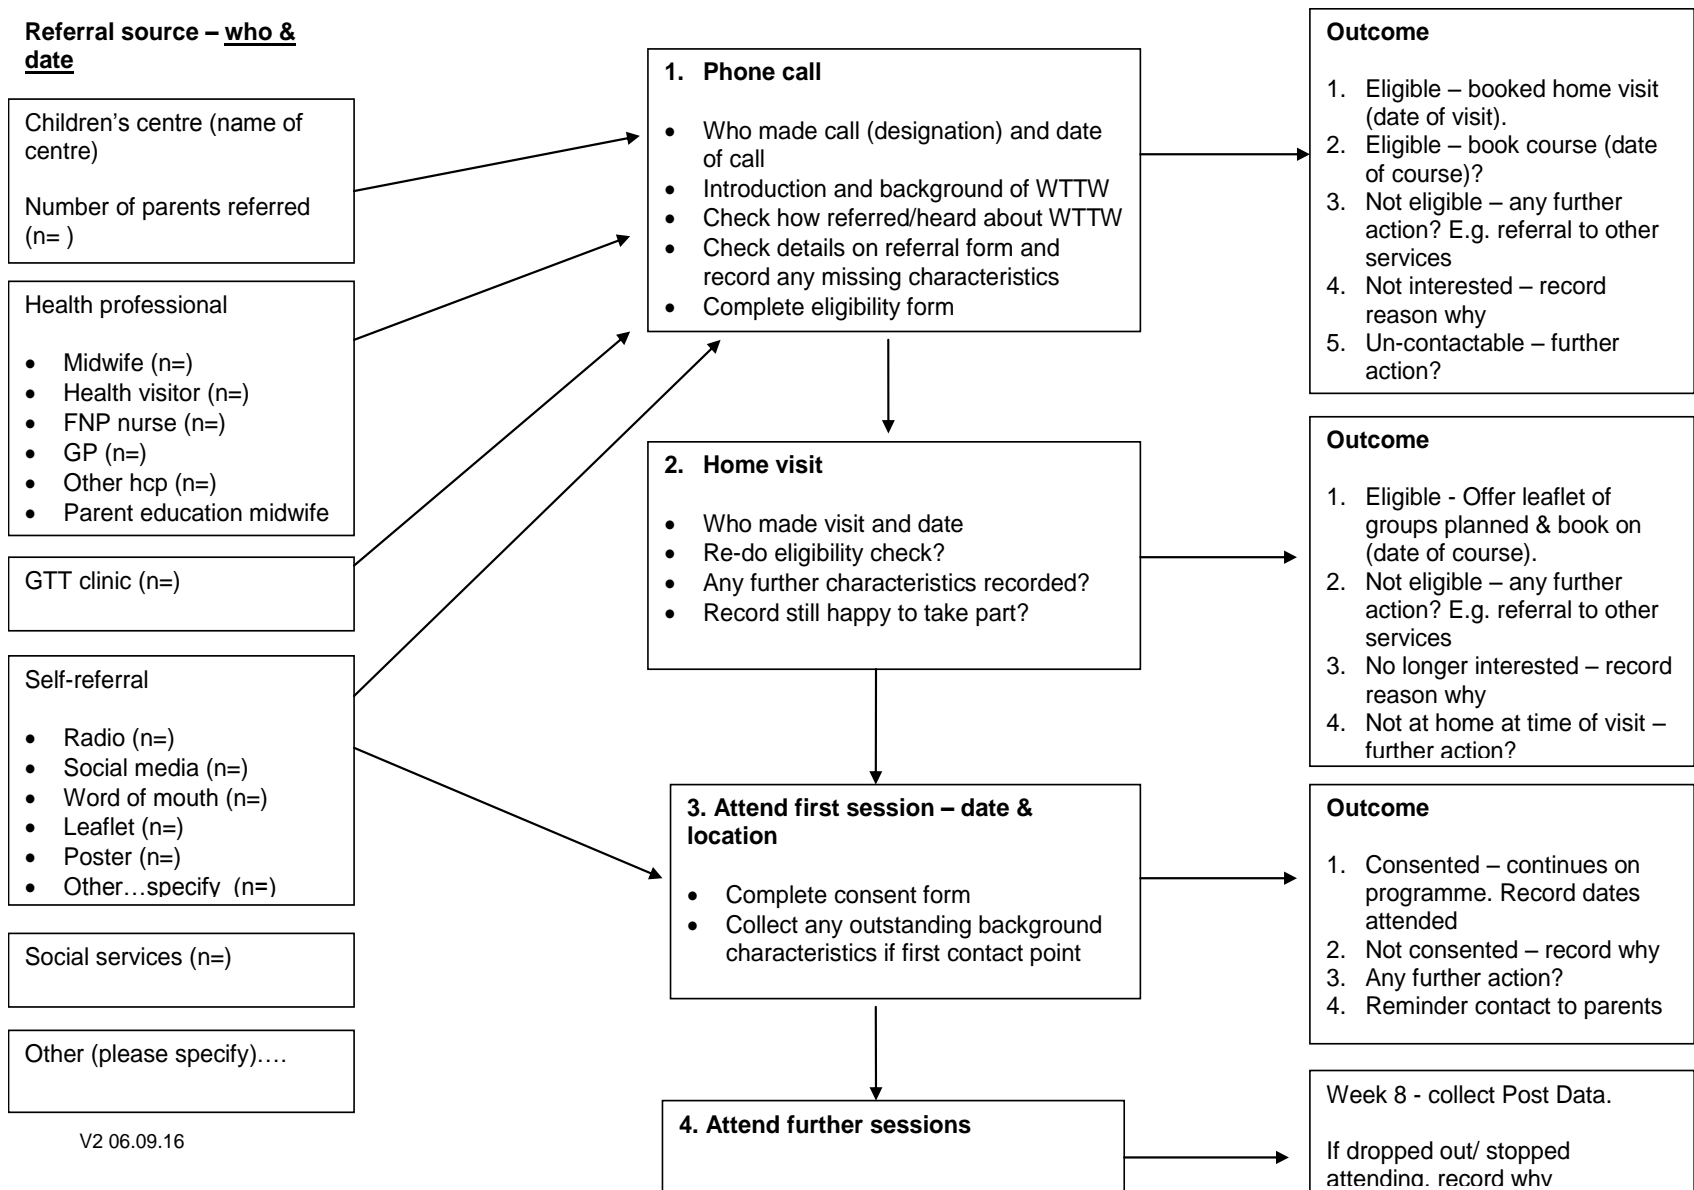 Referral source – who &
date
Children's centre (name of
centre)
Number of parents referred
(n= )
Health professional
• Midwife (n=)
• Health visitor (n=)
• FNP nurse (n=)
• GP (n=)
• Other hcp (n=)
• Parent education midwife
GTT clinic (n=)
Self-referral
• Radio (n=)
• Social media (n=)
• Word of mouth (n=)
• Leaflet (n=)
• Poster (n=)
• Other…specify (n=)
Social services (n=)
Other (please specify)….
V2 06.09.16
1. Phone call
• Who made call (designation) and date
of call
• Introduction and background of WTTW
• Check how referred/heard about WTTW
• Check details on referral form and
record any missing characteristics
• Complete eligibility form
2. Home visit
• Who made visit and date
• Re-do eligibility check?
• Any further characteristics recorded?
• Record still happy to take part?
3. Attend first session – date &
location
• Complete consent form
• Collect any outstanding background
characteristics if first contact point
4. Attend further sessions
Outcome
1. Eligible – booked home visit
(date of visit).
2. Eligible – book course (date
of course)?
3. Not eligible – any further
action? E.g. referral to other
services
4. Not interested – record
reason why
5. Un-contactable – further
action?
Outcome
1. Eligible - Offer leaflet of
groups planned & book on
(date of course).
2. Not eligible – any further
action? E.g. referral to other
services
3. No longer interested – record
reason why
4. Not at home at time of visit –
further action?
Outcome
1. Consented – continues on
programme. Record dates
attended
2. Not consented – record why
3. Any further action?
4. Reminder contact to parents
Week 8 - collect Post Data.
If dropped out/ stopped
attending, record why